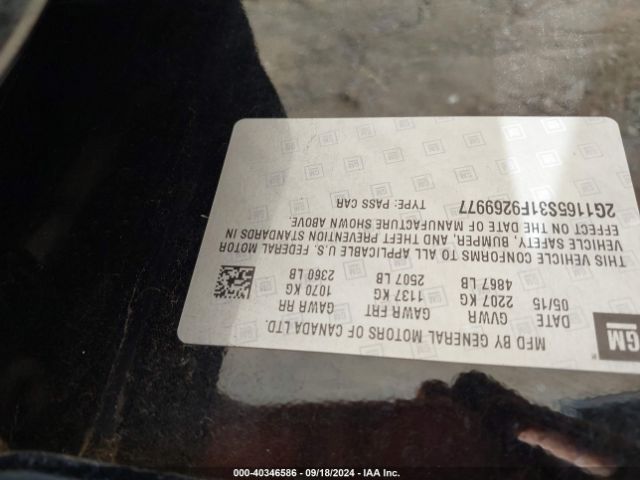 GM
MFD BY GENERAL MOTORS OF CANADA LTD.
DATE GVWR GAWR FRT GAWR RR
05/15 2207 KG 1137 KG 1070 KG
4867 LB 2507 LB 2360 LB
THIS VEHICLE CONFORMS TO ALL APPLICABLE U.S. FEDERAL MOTOR
VEHICLE SAFETY, BUMPER, AND THEFT PREVENTION STANDARDS IN
EFFECT ON THE DATE OF MANUFACTURE SHOWN ABOVE.
2G1165S31F9269977 TYPE: PASS CAR
000-40346586 - 09/18/2024 - IAA Inc.